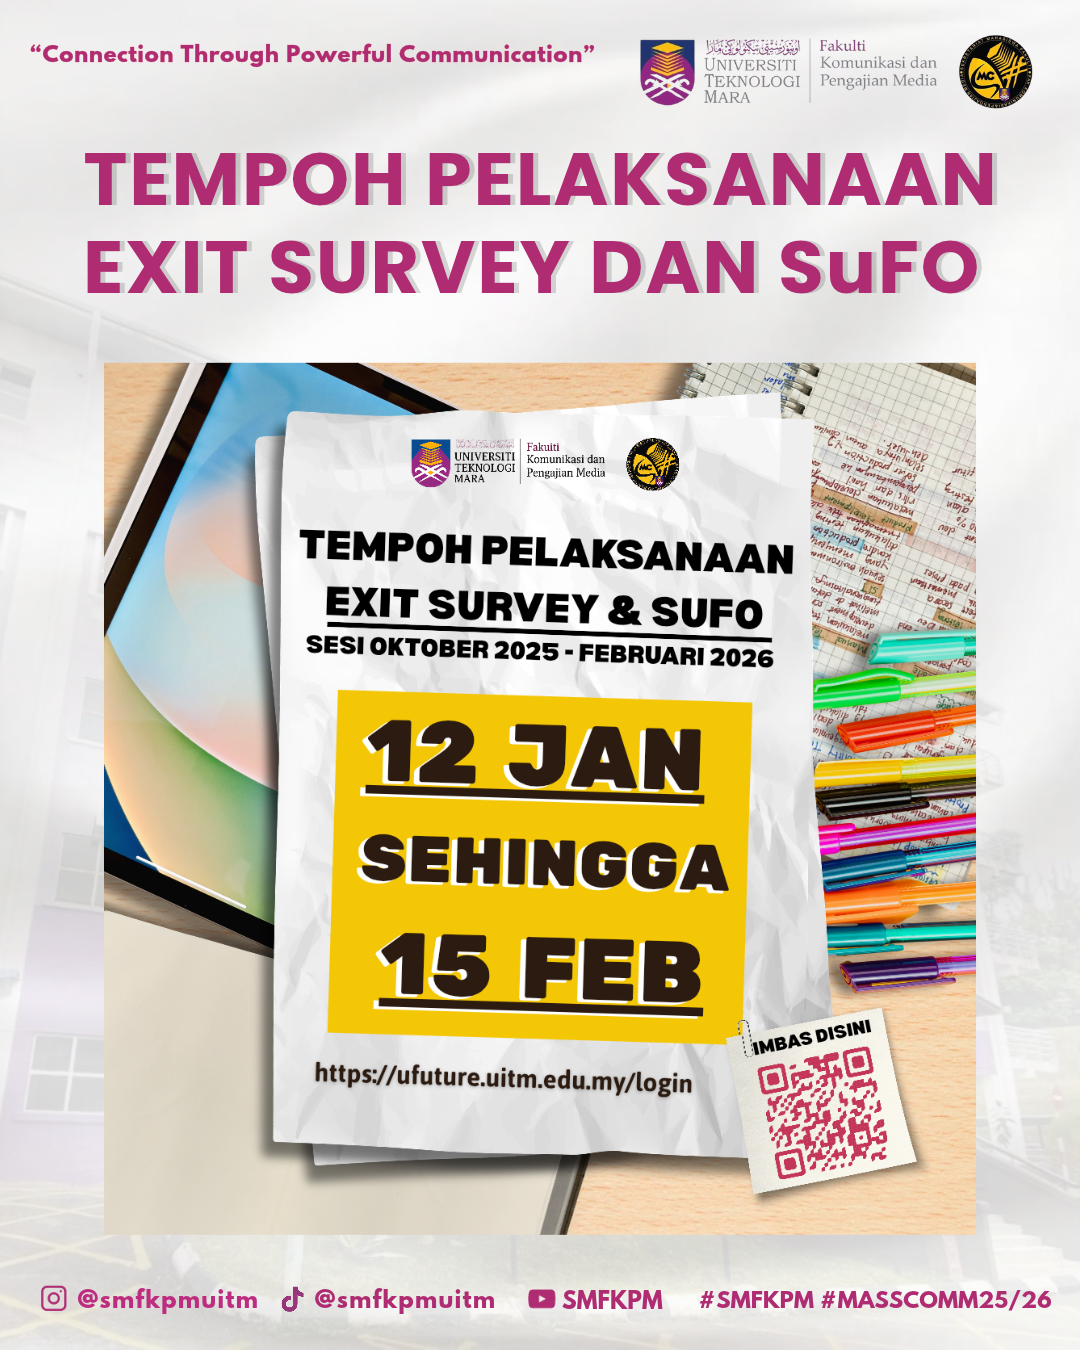 “Connection Through Powerful Communication”
UNIVERSITI
TEKNOLOGI
MARA
Fakulti
Komunikasi dan
Pengajian Media
MC
TEMPOH PELAKSANAAN
EXIT SURVEY DAN SuFO
UNIVERSITI
TEKNOLOGI
MARA
Fakulti
Komunikasi dan
Pengajian Media
MC
TEMPOH PELAKSANAAN
EXIT SURVEY & SUFO
SESI OKTOBER 2025 - FEBRUARI 2026
12 JAN
SEHINGGA
15 FEB
https://ufuture.uitm.edu.my/login
IMBAS DISINI
@smfkpmuitm
@smfkpmuitm
SMFKPM
#SMFKPM #MASSCOMM25/26